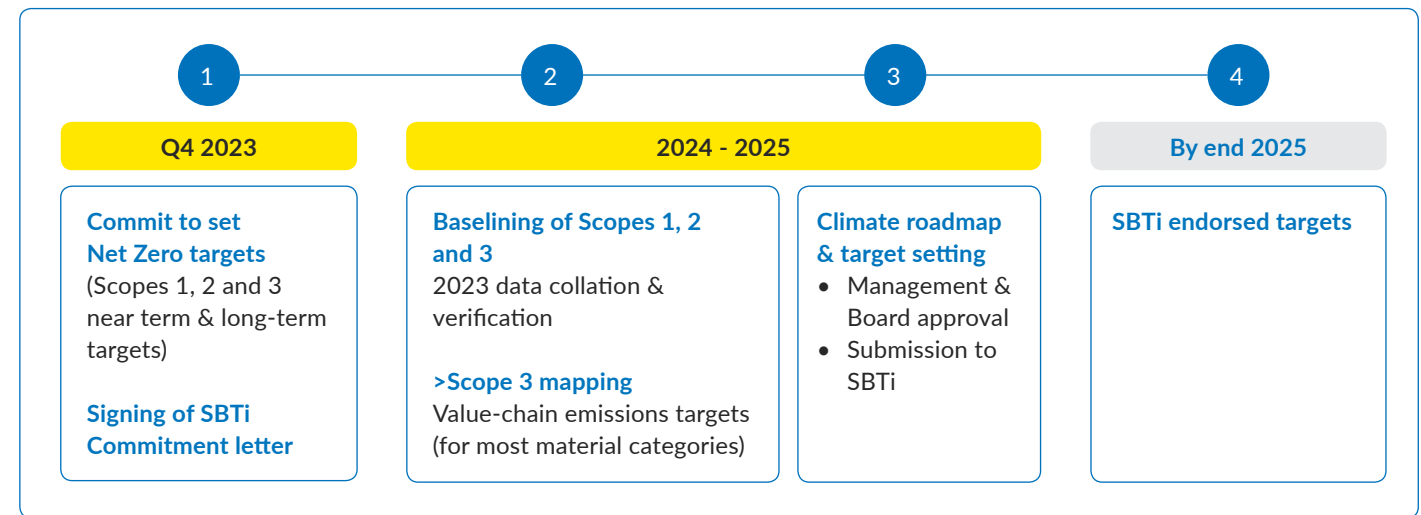 1
2
3
4
Q4 2023
2024 - 2025
By end 2025
Commit to set
Net Zero targets
(Scopes 1, 2 and 3
near term & long-term
targets)
Signing of SBTi
Commitment letter
Baselining of Scopes 1, 2
and 3
2023 data collation &
verification
>Scope 3 mapping
Value-chain emissions targets
(for most material categories)
Climate roadmap
& target setting
• Management &
Board approval
• Submission to
SBTi
SBTi endorsed targets